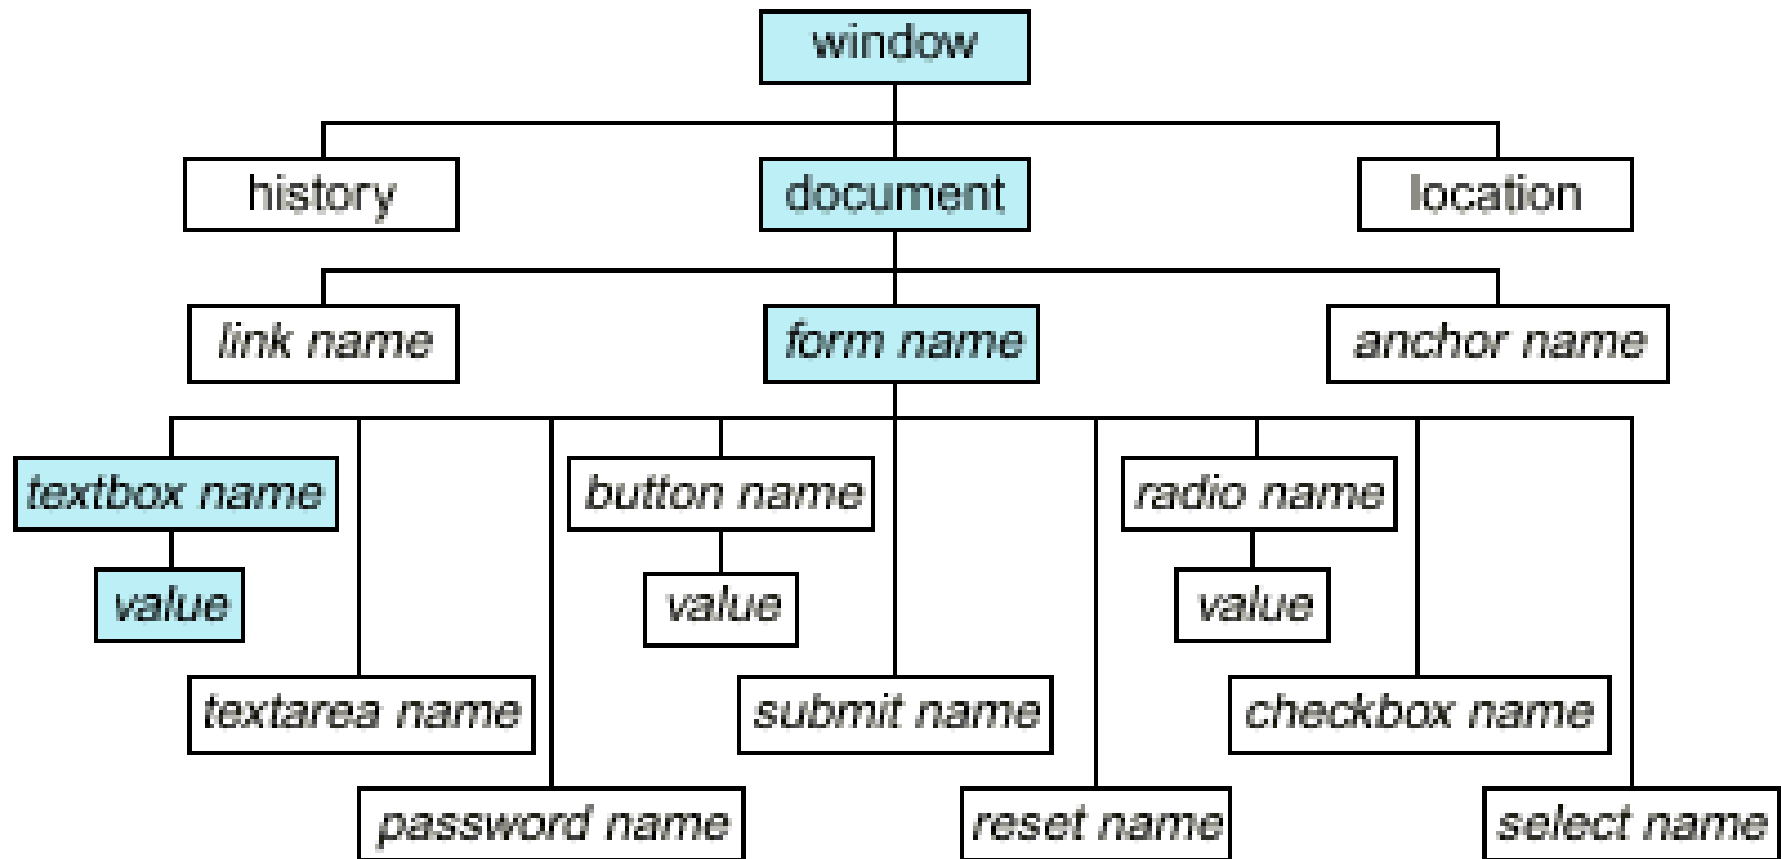 window
history
document
location
link name
form name
anchor name
textbox name
button name
radio name
value
value
value
textarea name
submit name
checkbox name
password name
reset name
select name